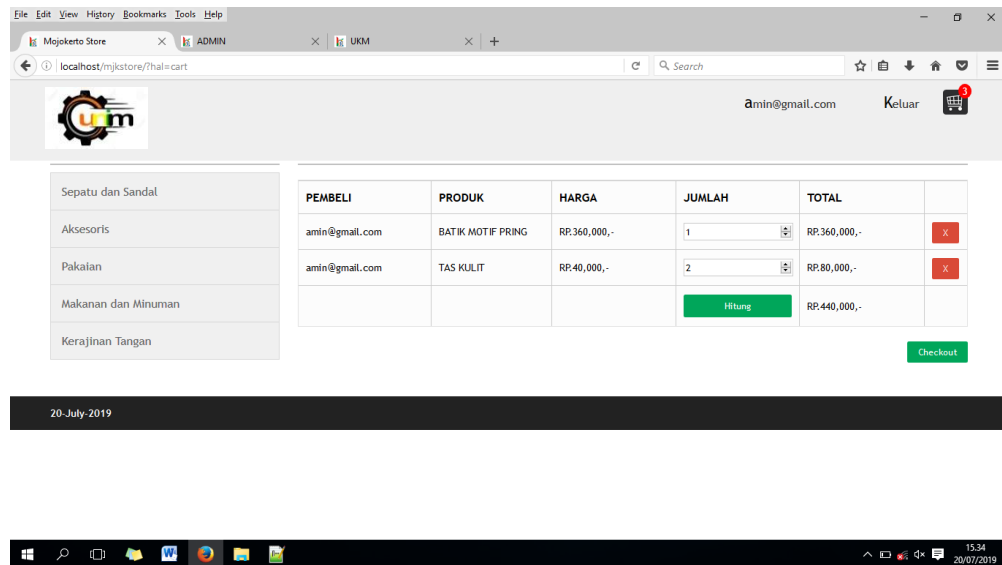 File Edit View History Bookmarks Tools Help
Mojokerto Store ADMIN UKM
localhost/mjkstore/?hal=cart Search
amin@gmail.com Keluar 3
Sepatu dan Sandal
Aksesoris
Pakaian
Makanan dan Minuman
Kerajinan Tangan
PEMBELI PRODUK HARGA JUMLAH TOTAL
amin@gmail.com BATIK MOTIF PRING RP.360,000,- 1 RP.360,000,- X
amin@gmail.com TAS KULIT RP.40,000,- 2 RP.80,000,- X
Hitung RP.440,000,-
Checkout
20-July-2019
15.34
20/07/2019